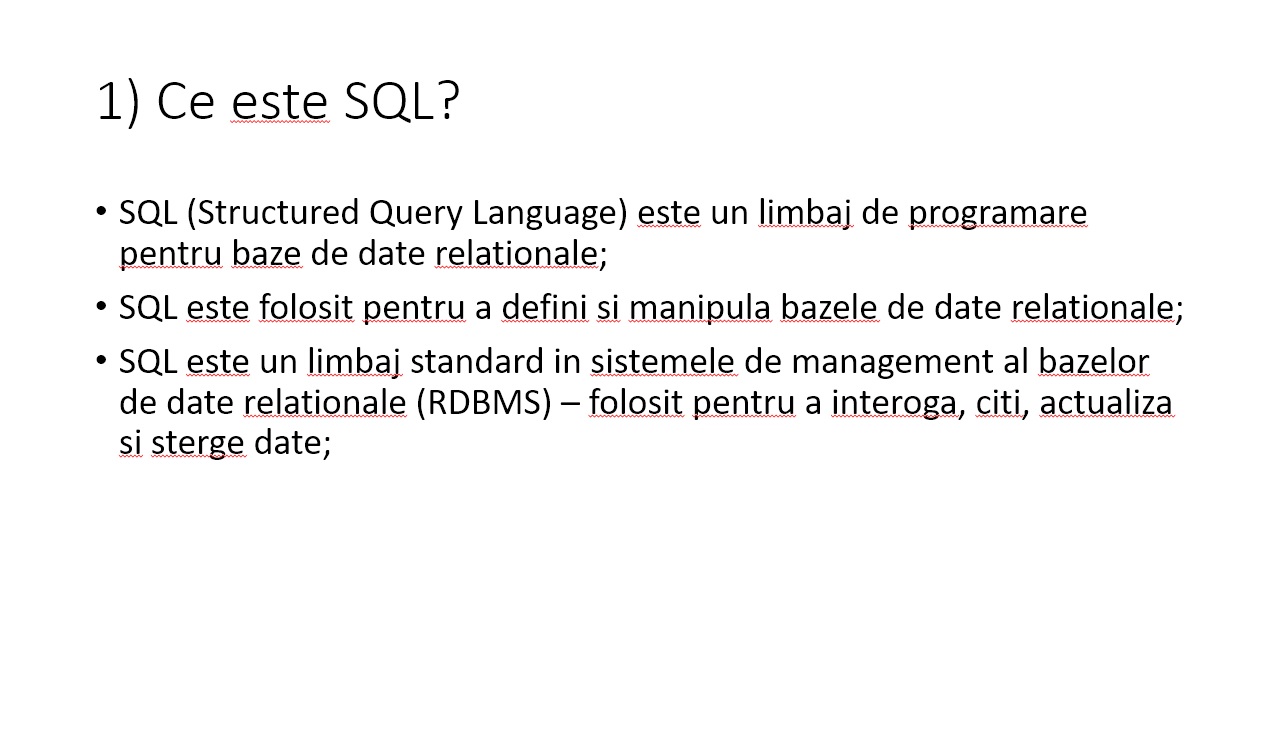 1) Ce este SQL?
• SQL (Structured Query Language) este un limbaj de programare
pentru baze de date relationale;
• SQL este folosit pentru a defini si manipula bazele de date relationale;
• SQL este un limbaj standard in sistemele de management al bazelor
de date relationale (RDBMS) – folosit pentru a interoga, citi, actualiza
si sterge date;